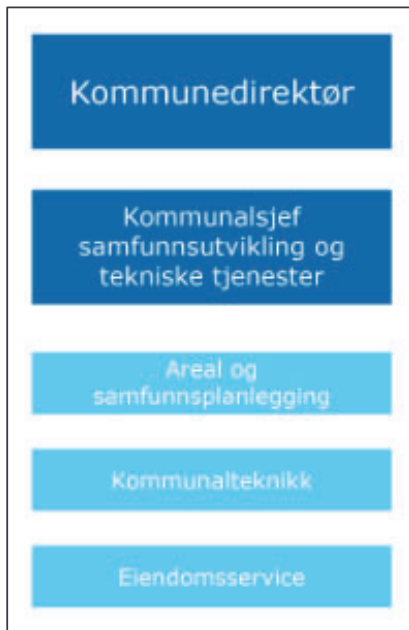 Kommunedirektør
Kommunalsjef
samfunnsutvikling og
tekniske tjenester
Areal og
samfunnsplanlegging
Kommunalteknikk
Eiendomsservice